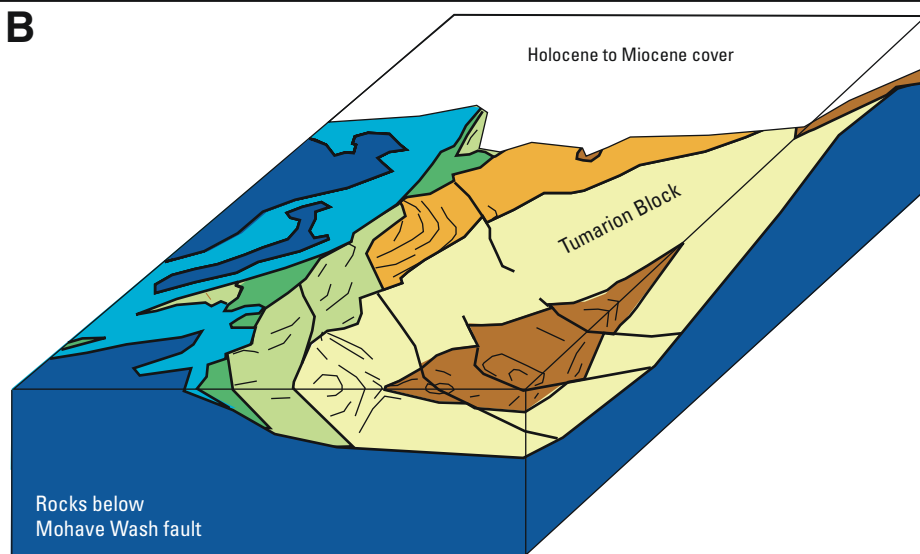 B
Holocene to Miocene cover
Tumarion Block
Rocks below
Mohave Wash fault